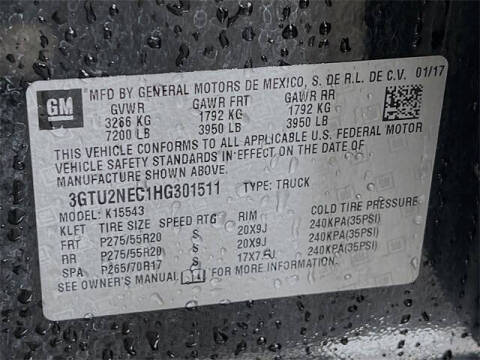 GM
MFD BY GENERAL MOTORS DE MEXICO, S. DE R.L. DE C.V. 01/17
GVWR GAWR FRT GAWR RR
3266 KG 1792 KG 1792 KG
7200 LB 3950 LB 3950 LB
THIS VEHICLE CONFORMS TO ALL APPLICABLE U.S. FEDERAL MOTOR
VEHICLE SAFETY STANDARDS IN EFFECT ON THE DATE OF
MANUFACTURE SHOWN ABOVE.
3GTU2NEC1HG301511 TYPE: TRUCK
MODEL: K15543
KLFT TIRE SIZE SPEED RTG RIM COLD TIRE PRESSURE
FRT P275/55R20 S 20X9J 240KPA(35PSI)
RR P275/55R20 S 20X9J 240KPA(35PSI)
SPA P265/70R17 S 17X7.5J 240KPA(35PSI)
SEE OWNER'S MANUAL FOR MORE INFORMATION.